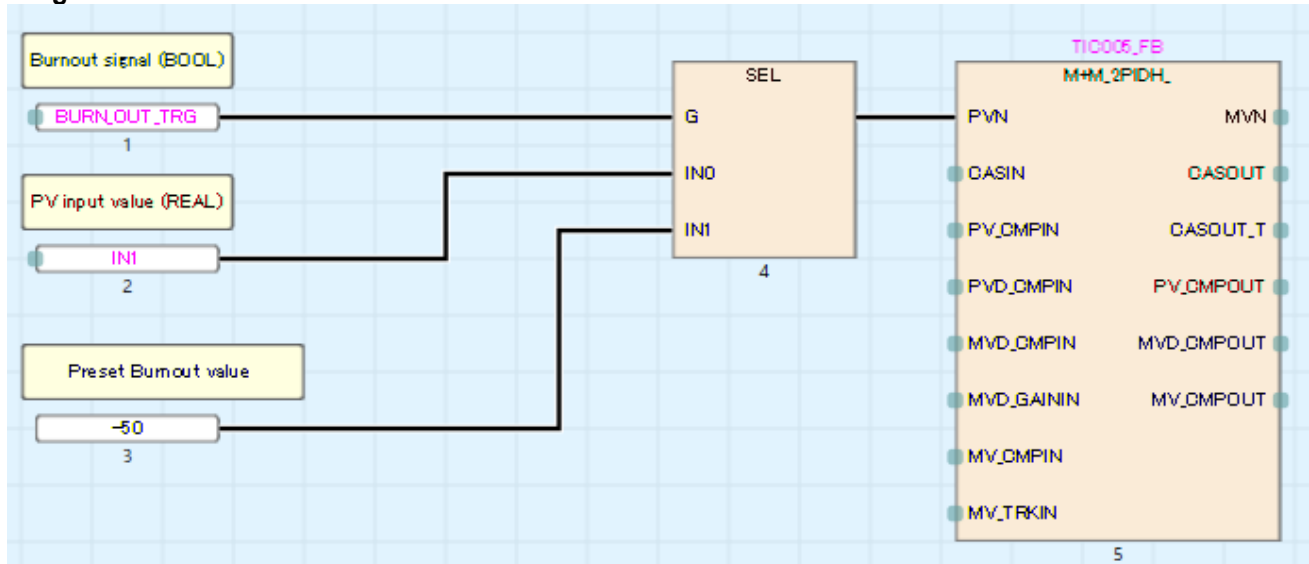 Burnout signal (BOOL)
BURN_OUT_TRG
1
PV input value (REAL)
IN1
2
Preset Burnout value
-50
3
SEL
G
IN0
IN1
4
TIC005_FB
M+M_2PIDH_
PVN MVN
CASIN CASOUT
PV_CMPIN CASOUT_T
PVD_CMPIN PV_CMPOUT
MVD_CMPIN MVD_CMPOUT
MVD_GAININ MV_CMPOUT
MV_CMPIN
MV_TRKIN
5